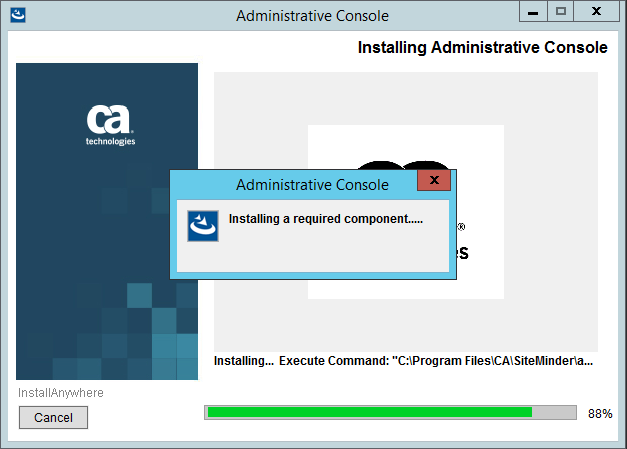 Administrative Console
Installing Administrative Console
ca
technologies
Administrative Console
Installing a required component.....
Installing... Execute Command: "C:\Program Files\CA\SiteMinder\a...
InstallAnywhere
Cancel
88%